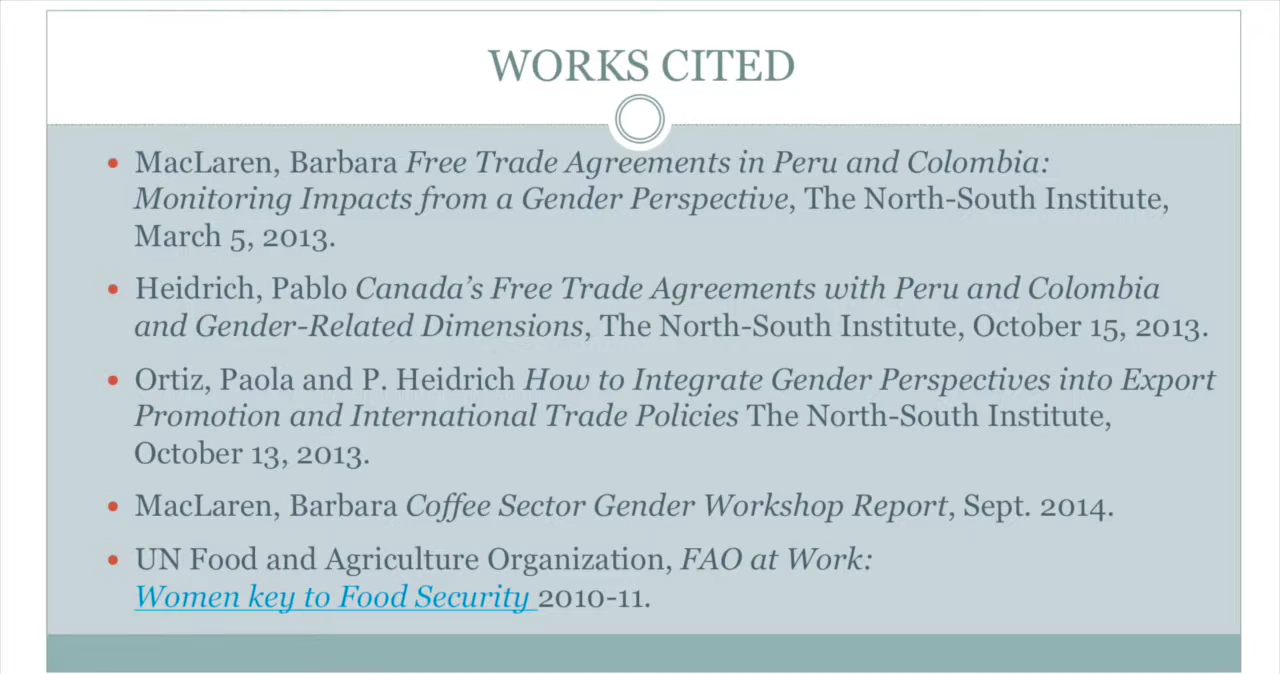 WORKS CITED
• MacLaren, Barbara Free Trade Agreements in Peru and Colombia:
Monitoring Impacts from a Gender Perspective, The North-South Institute,
March 5, 2013.
• Heidrich, Pablo Canada’s Free Trade Agreements with Peru and Colombia
and Gender-Related Dimensions, The North-South Institute, October 15, 2013.
• Ortiz, Paola and P. Heidrich How to Integrate Gender Perspectives into Export
Promotion and International Trade Policies The North-South Institute,
October 13, 2013.
• MacLaren, Barbara Coffee Sector Gender Workshop Report, Sept. 2014.
• UN Food and Agriculture Organization, FAO at Work:
Women key to Food Security 2010-11.